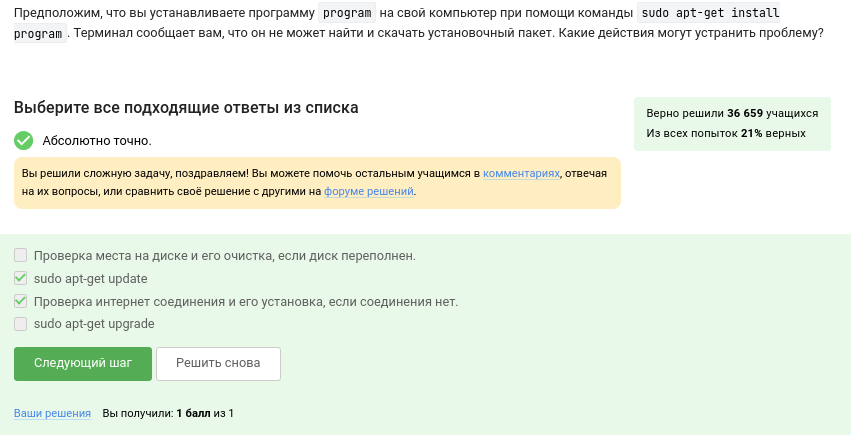 Предположим, что вы устанавливаете программу program на свой компьютер при помощи команды sudo apt-get install
program. Терминал сообщает вам, что он не может найти и скачать установочный пакет. Какие действия могут устранить проблему?
Выберите все подходящие ответы из списка
Верно решили 36 659 учащихся
Из всех попыток 21% верных
Абсолютно точно.
Вы решили сложную задачу, поздравляем! Вы можете помочь остальным учащимся в комментариях, отвечая
на их вопросы, или сравнить своё решение с другими на форуме решений.
Проверка места на диске и его очистка, если диск переполнен.
sudo apt-get update
Проверка интернет соединения и его установка, если соединения нет.
sudo apt-get upgrade
Следующий шаг
Решить снова
Ваши решения
Вы получили: 1 балл из 1